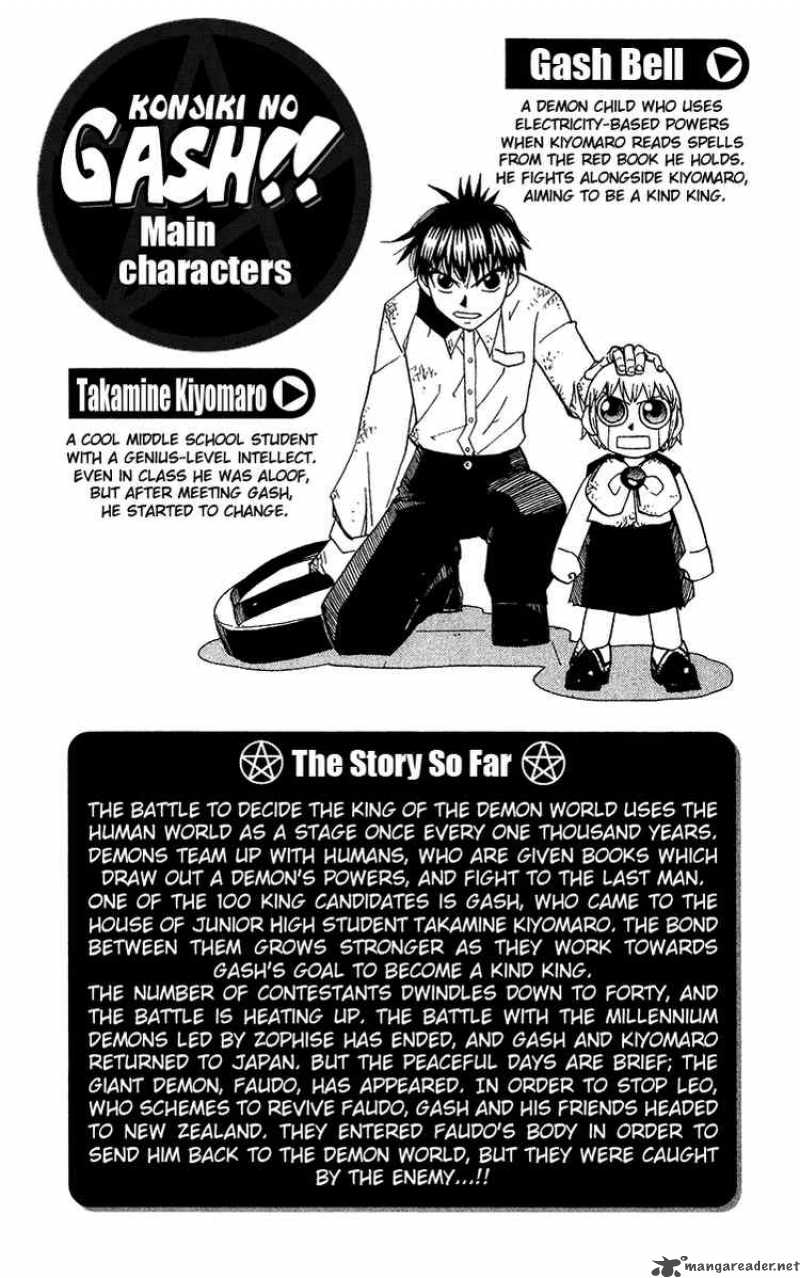 KONJIKI NO
GASH!!
Main
characters
Gash Bell
A DEMON CHILD WHO USES
ELECTRICITY-BASED POWERS
WHEN KIYOMARO READS SPELLS
FROM THE RED BOOK HE HOLDS.
HE FIGHTS ALONGSIDE KIYOMARO,
AIMING TO BE A KIND KING.
Takamine Kiyomaro
A COOL MIDDLE SCHOOL STUDENT
WITH A GENIUS-LEVEL INTELLECT.
EVEN IN CLASS HE WAS ALOOF,
BUT AFTER MEETING GASH,
HE STARTED TO CHANGE.
The Story So Far
THE BATTLE TO DECIDE THE KING OF THE DEMON WORLD USES THE
HUMAN WORLD AS A STAGE ONCE EVERY ONE THOUSAND YEARS.
DEMONS TEAM UP WITH HUMANS, WHO ARE GIVEN BOOKS WHICH
DRAW OUT A DEMON'S POWERS, AND FIGHT TO THE LAST MAN.
ONE OF THE 100 KING CANDIDATES IS GASH, WHO CAME TO THE
HOUSE OF JUNIOR HIGH STUDENT TAKAMINE KIYOMARO. THE BOND
BETWEEN THEM GROWS STRONGER AS THEY WORK TOWARDS
GASH'S GOAL TO BECOME A KIND KING.
THE NUMBER OF CONTESTANTS DWINDLES DOWN TO FORTY, AND
THE BATTLE IS HEATING UP. THE BATTLE WITH THE MILLENNIUM
DEMONS LED BY ZOPHISE HAS ENDED, AND GASH AND KIYOMARO
RETURNED TO JAPAN. BUT THE PEACEFUL DAYS ARE BRIEF; THE
GIANT DEMON, FAUDO, HAS APPEARED. IN ORDER TO STOP LEO,
WHO SCHEMES TO REVIVE FAUDO, GASH AND HIS FRIENDS HEADED
TO NEW ZEALAND. THEY ENTERED FAUDO'S BODY IN ORDER TO
SEND HIM BACK TO THE DEMON WORLD, BUT THEY WERE CAUGHT
BY THE ENEMY...!!
mangareader.net